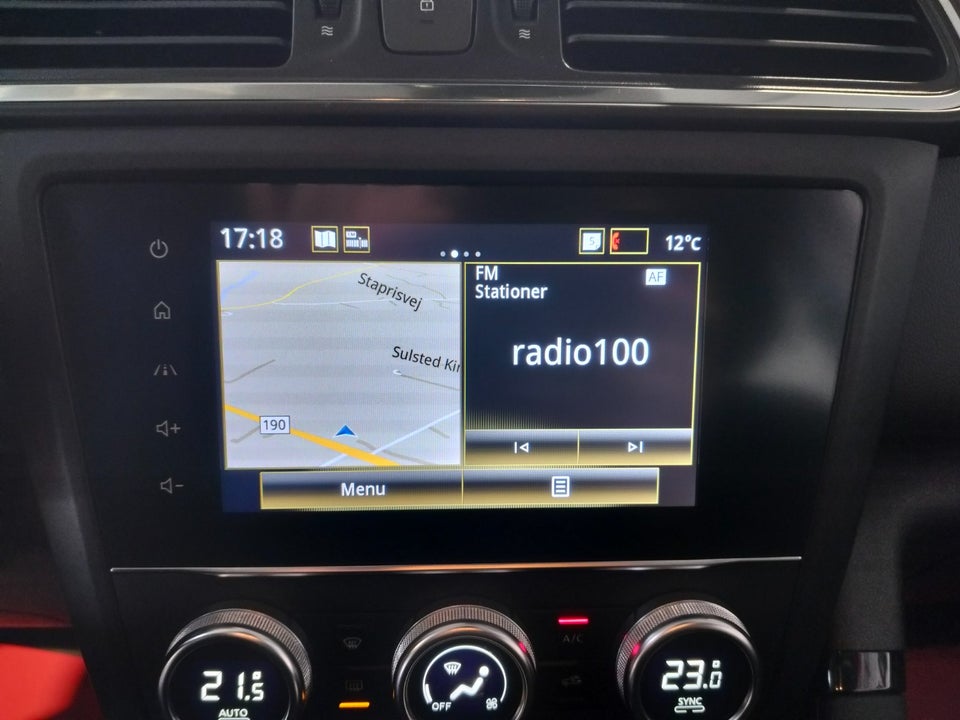 17:18
S
12°C
Staprisvej
Sulsted Kir
190
FM
Stationer
AF
radio100
Menu
A/C
21.5
AUTO
OFF
23.0
SYNC